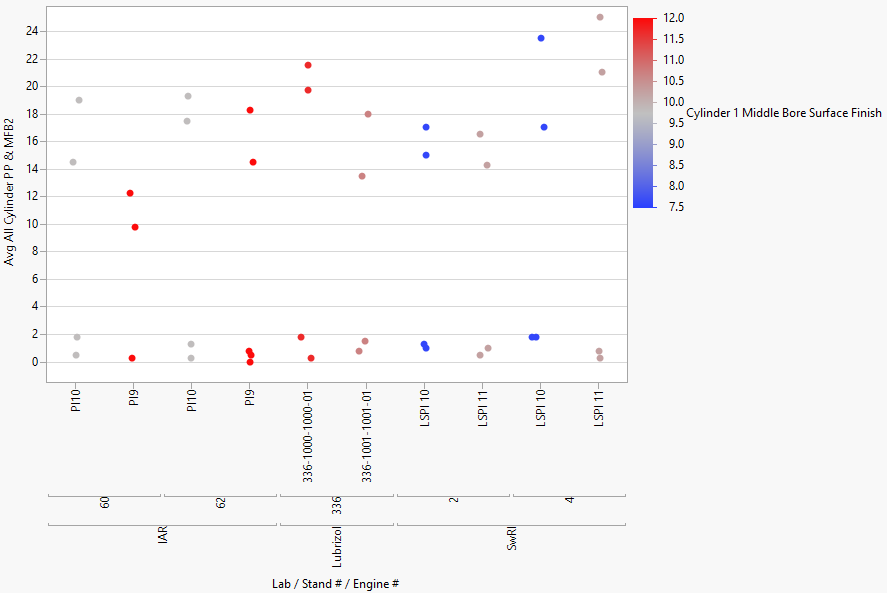 24
22
20
18
16
14
12
10
8
6
4
2
0
Avg All Cylinder PP & MFB2
12.0
11.5
11.0
10.5
10.0
9.5
9.0
8.5
8.0
7.5
Cylinder 1 Middle Bore Surface Finish
PI10
PI9
PI10
PI9
336-1000-1000-01
336-1001-1001-01
LSPI 10
LSPI 11
LSPI 10
LSPI 11
60
62
336
2
4
IAR
Lubrizol
SwRI
Lab / Stand # / Engine #